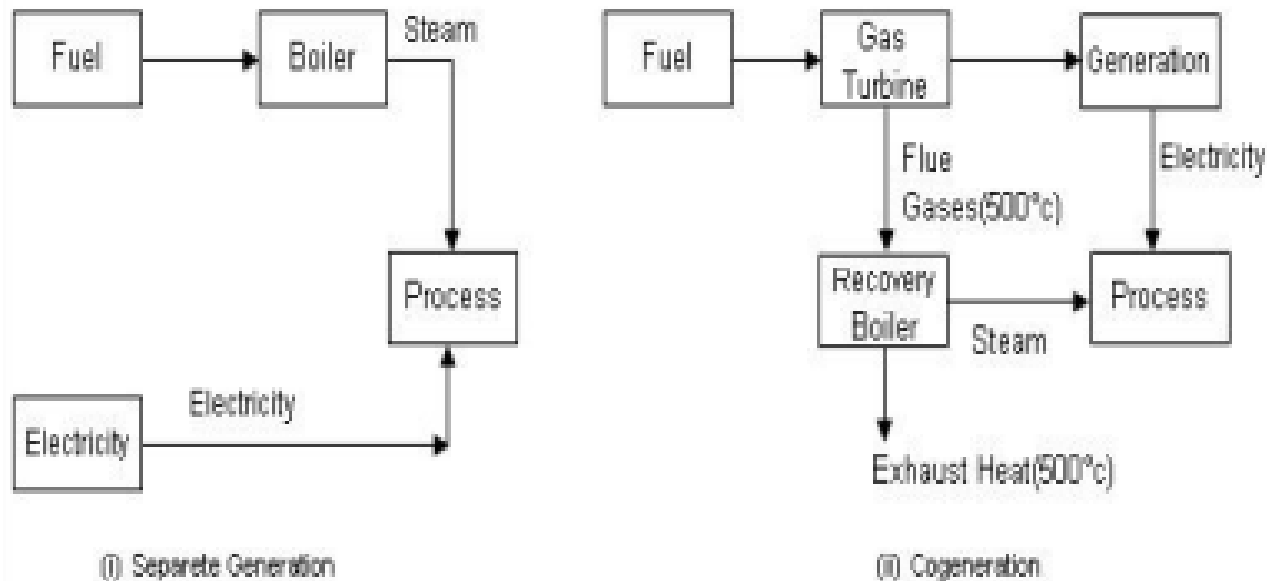 Fuel
Boiler
Steam
Process
Electricity
Electricity
(i) Separete Generation
Fuel
Gas
Turbine
Generation
Flue
Gases(500°c)
Electricity
Recovery
Boiler
Steam
Process
Exhaust Heat(500°c)
(ii) Cogeneration